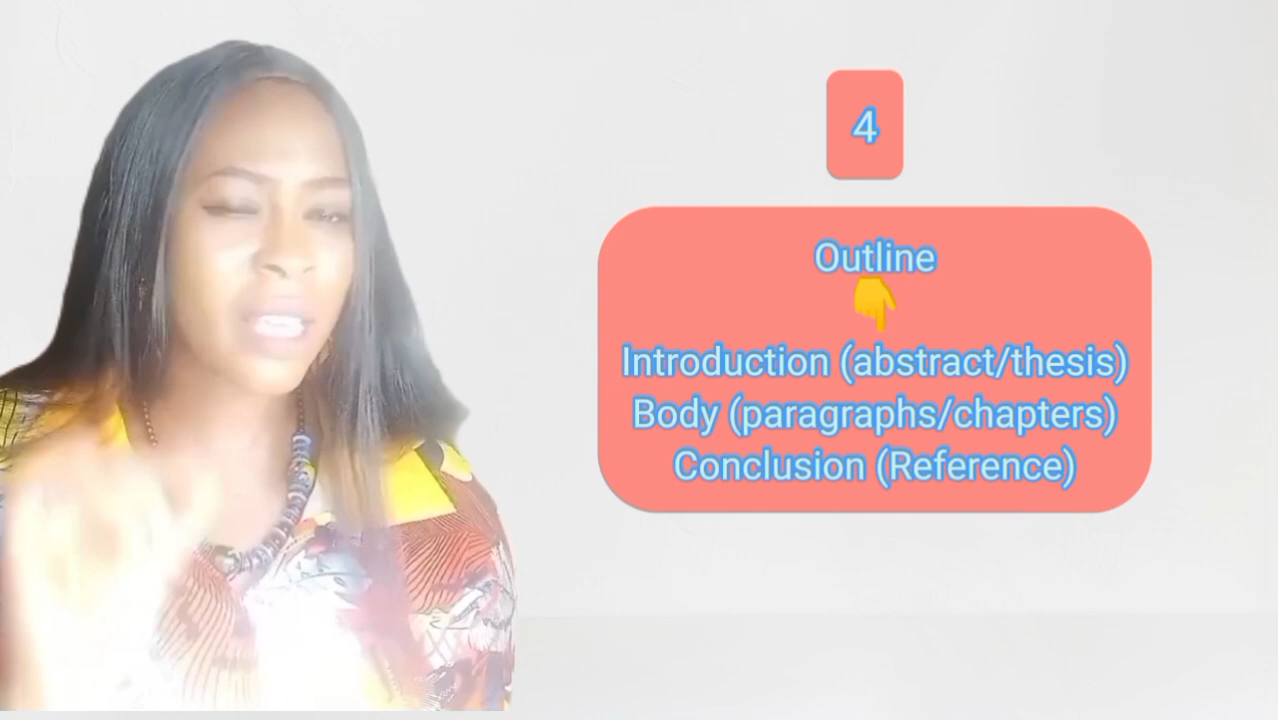 4
Outline
👇
Introduction (abstract/thesis)
Body (paragraphs/chapters)
Conclusion (Reference)